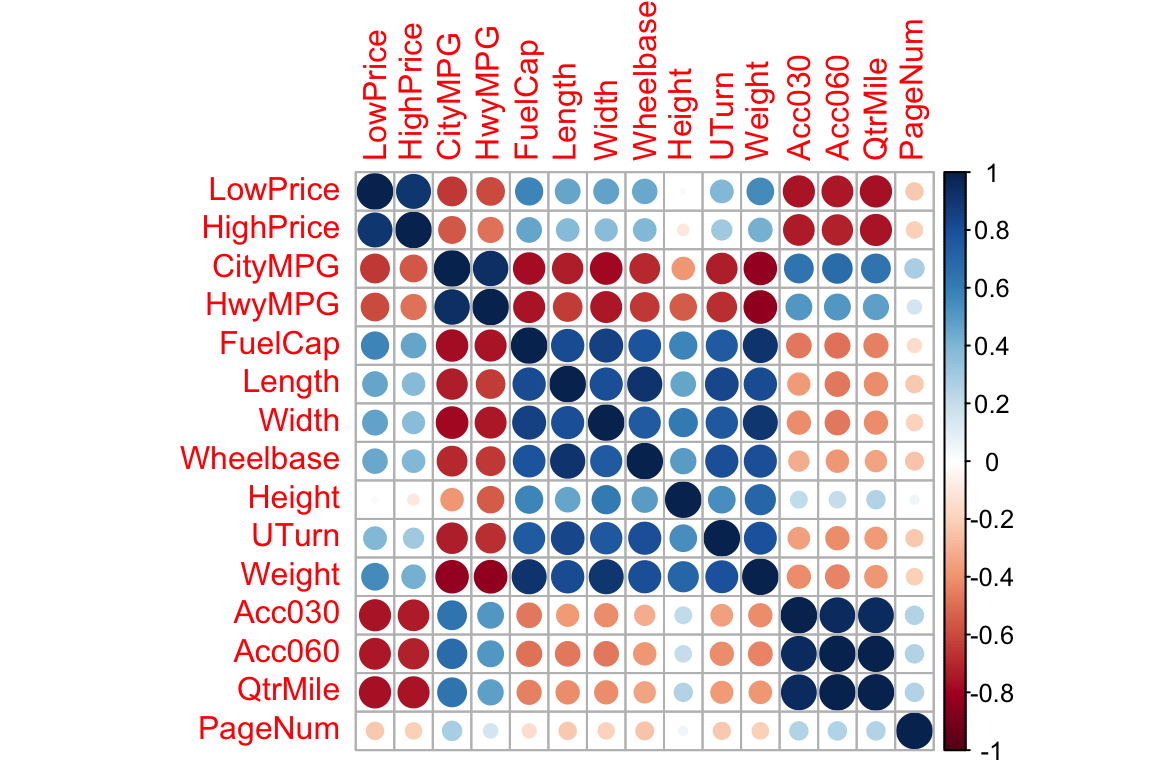 LowPrice
HighPrice
CityMPG
HwyMPG
FuelCap
Length
Width
Wheelbase
Height
UTurn
Weight
Acc030
Acc060
QtrMile
PageNum
LowPrice
HighPrice
CityMPG
HwyMPG
FuelCap
Length
Width
Wheelbase
Height
UTurn
Weight
Acc030
Acc060
QtrMile
PageNum
1
0.8
0.6
0.4
0.2
0
-0.2
-0.4
-0.6
-0.8
-1